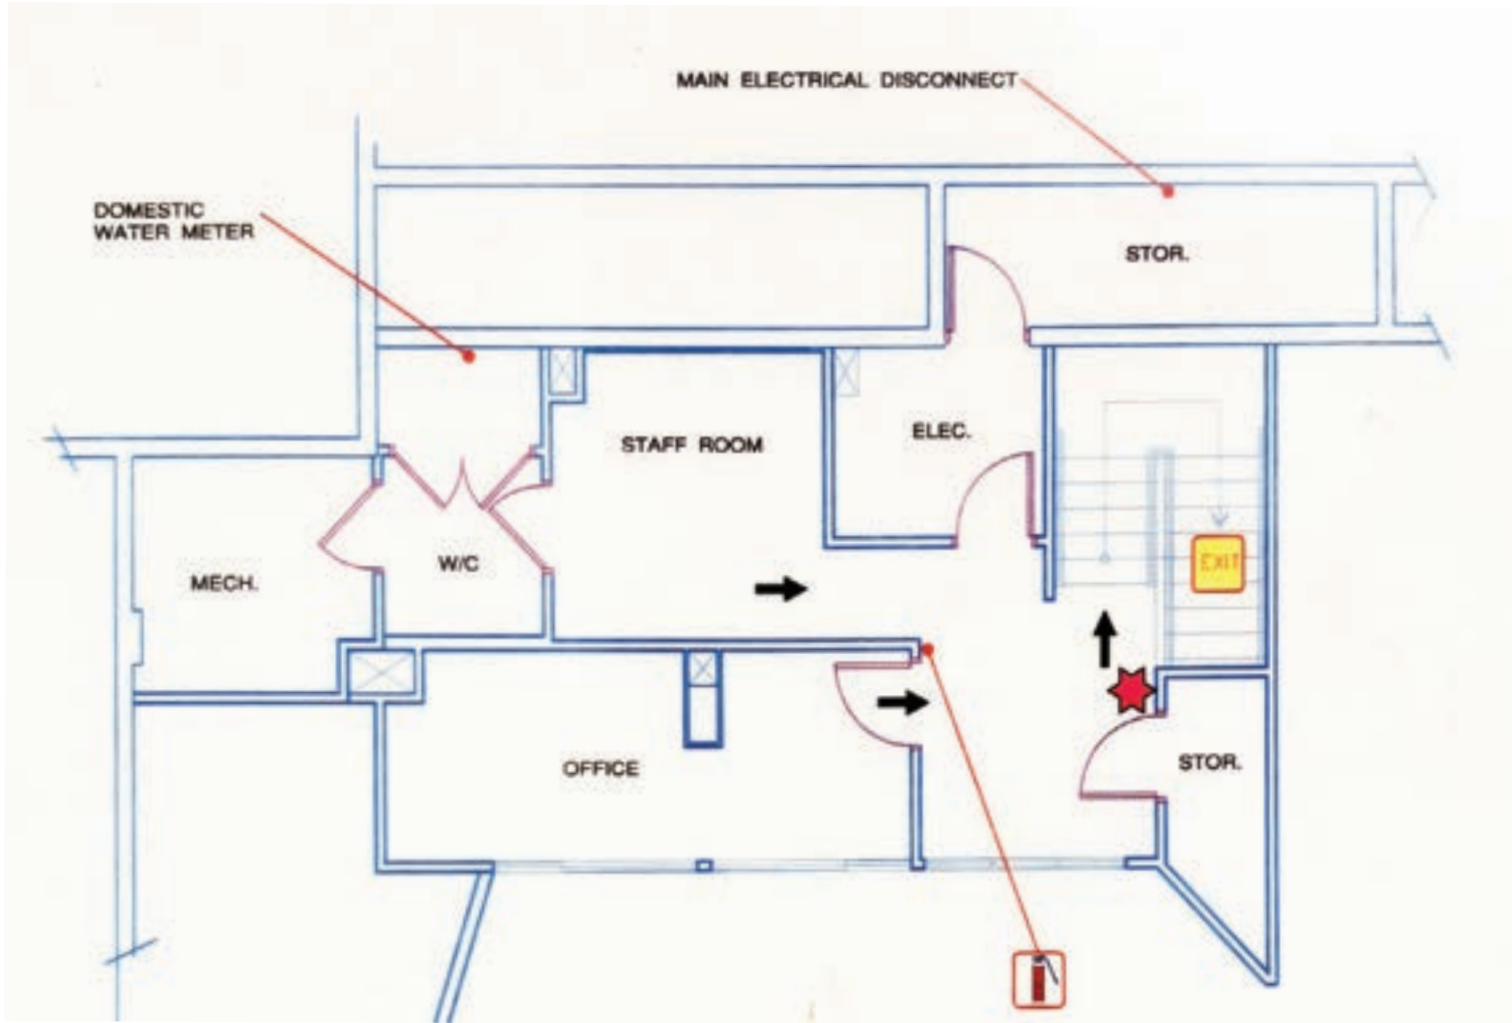 MAIN ELECTRICAL DISCONNECT
DOMESTIC
WATER METER
STOR.
STAFF ROOM
ELEC.
W/C
MECH.
EXIT
OFFICE
STOR.